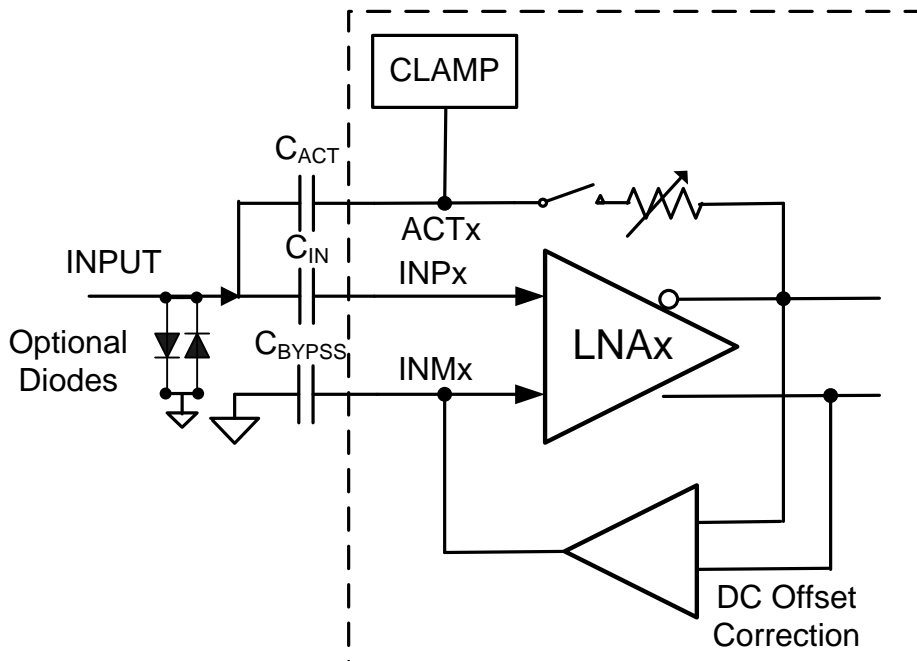 CLAMP
CACT
ACTx
CIN
INPUT
INPx
Optional
Diodes
CBYPSS
INMx
LNAx
DC Offset
Correction